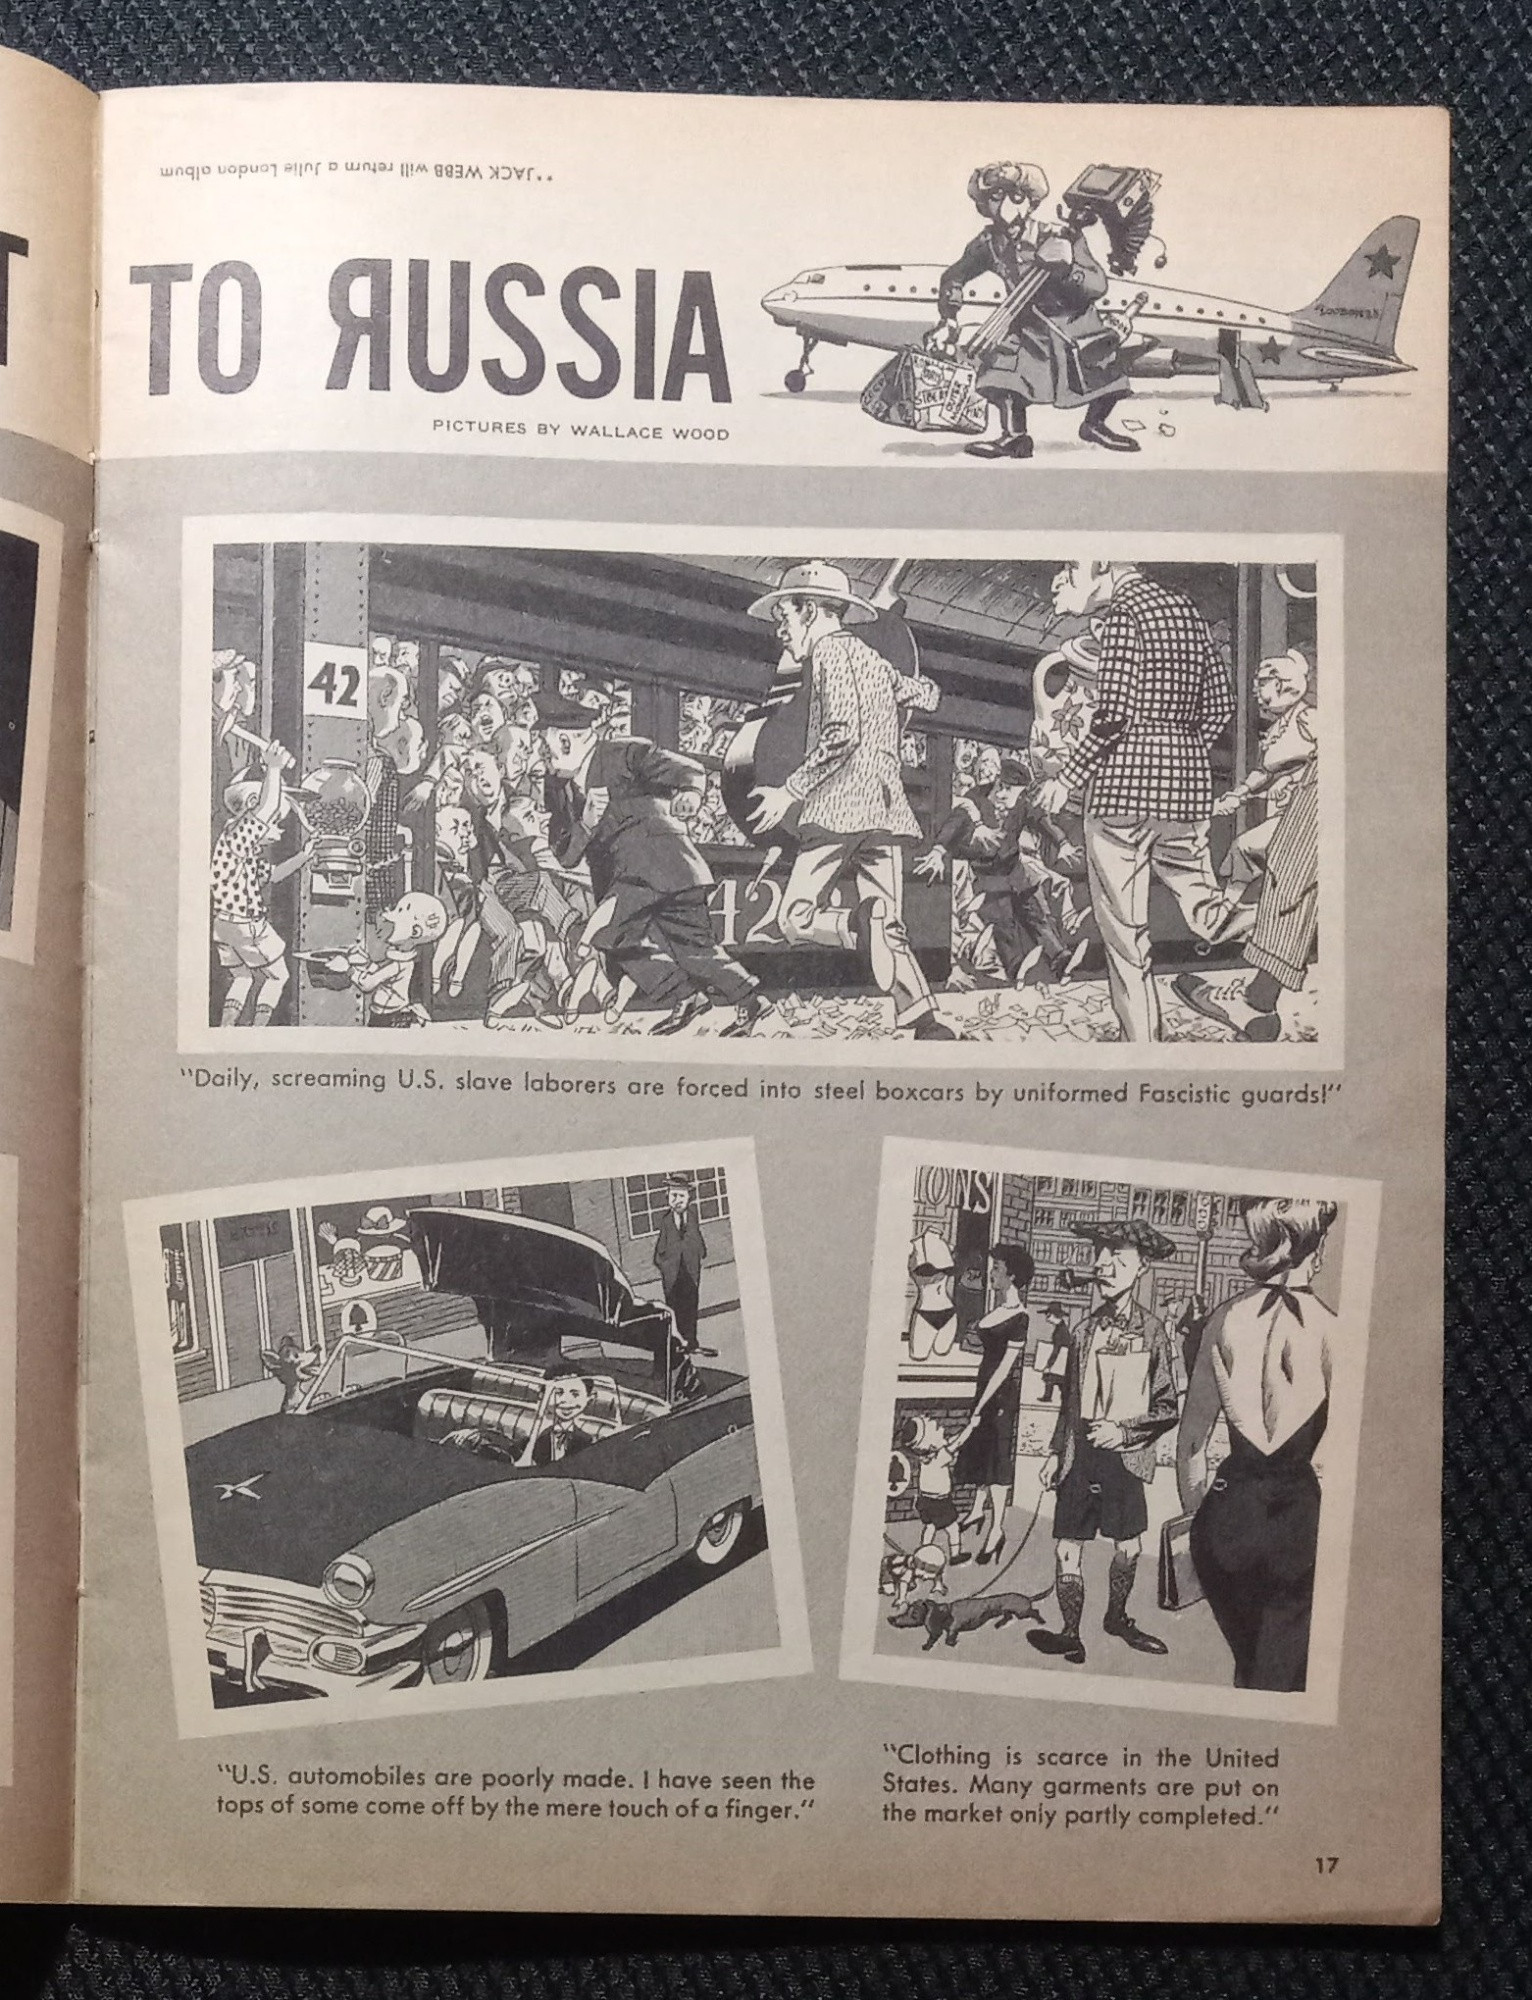 "JACK WEBB will return a Julie London album
TO ЯUSSIA
PICTURES BY WALLACE WOOD
42
42
"Daily, screaming U.S. slave laborers are forced into steel boxcars by uniformed Fascistic guards!"
IONS
"U.S. automobiles are poorly made. I have seen the
tops of some come off by the mere touch of a finger."
"Clothing is scarce in the United
States. Many garments are put on
the market only partly completed."
17